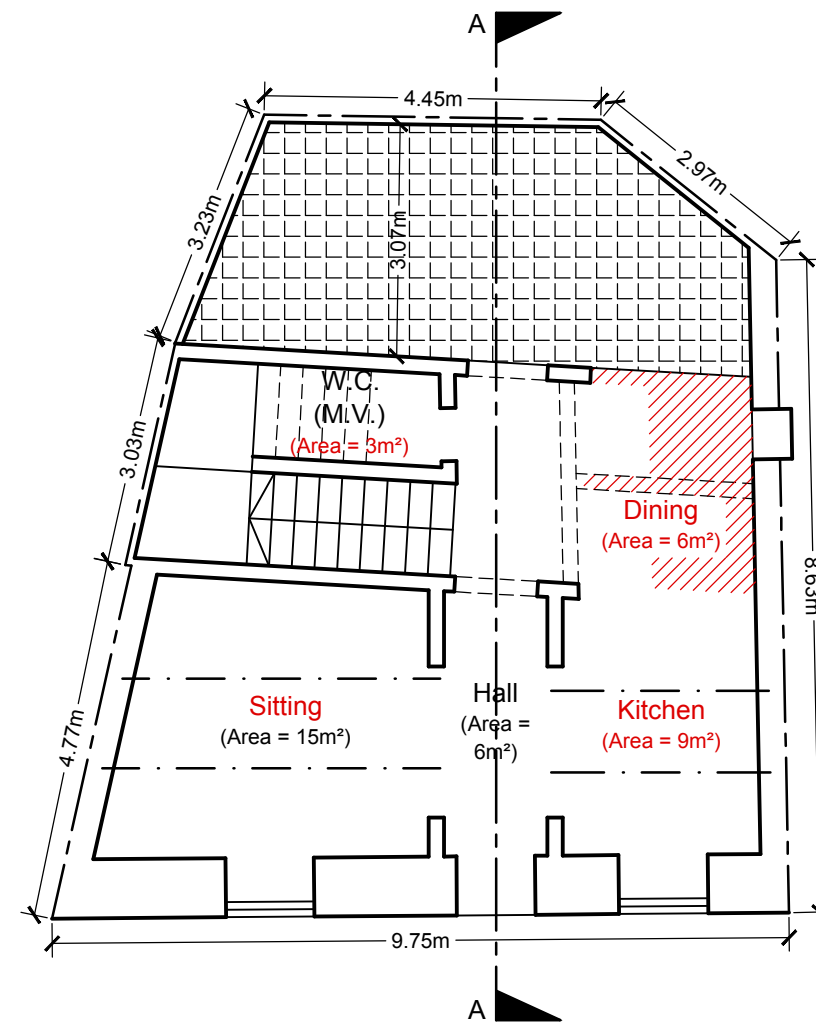 A
4.45m
2.97m
3.23m
3.07m
W.C.
(M.V.)
(Area = 3m²)
3.03m
Dining
(Area = 6m²)
8.63m
Hall
(Area =
6m²)
Sitting
(Area = 15m²)
Kitchen
(Area = 9m²)
4.77m
9.75m
A